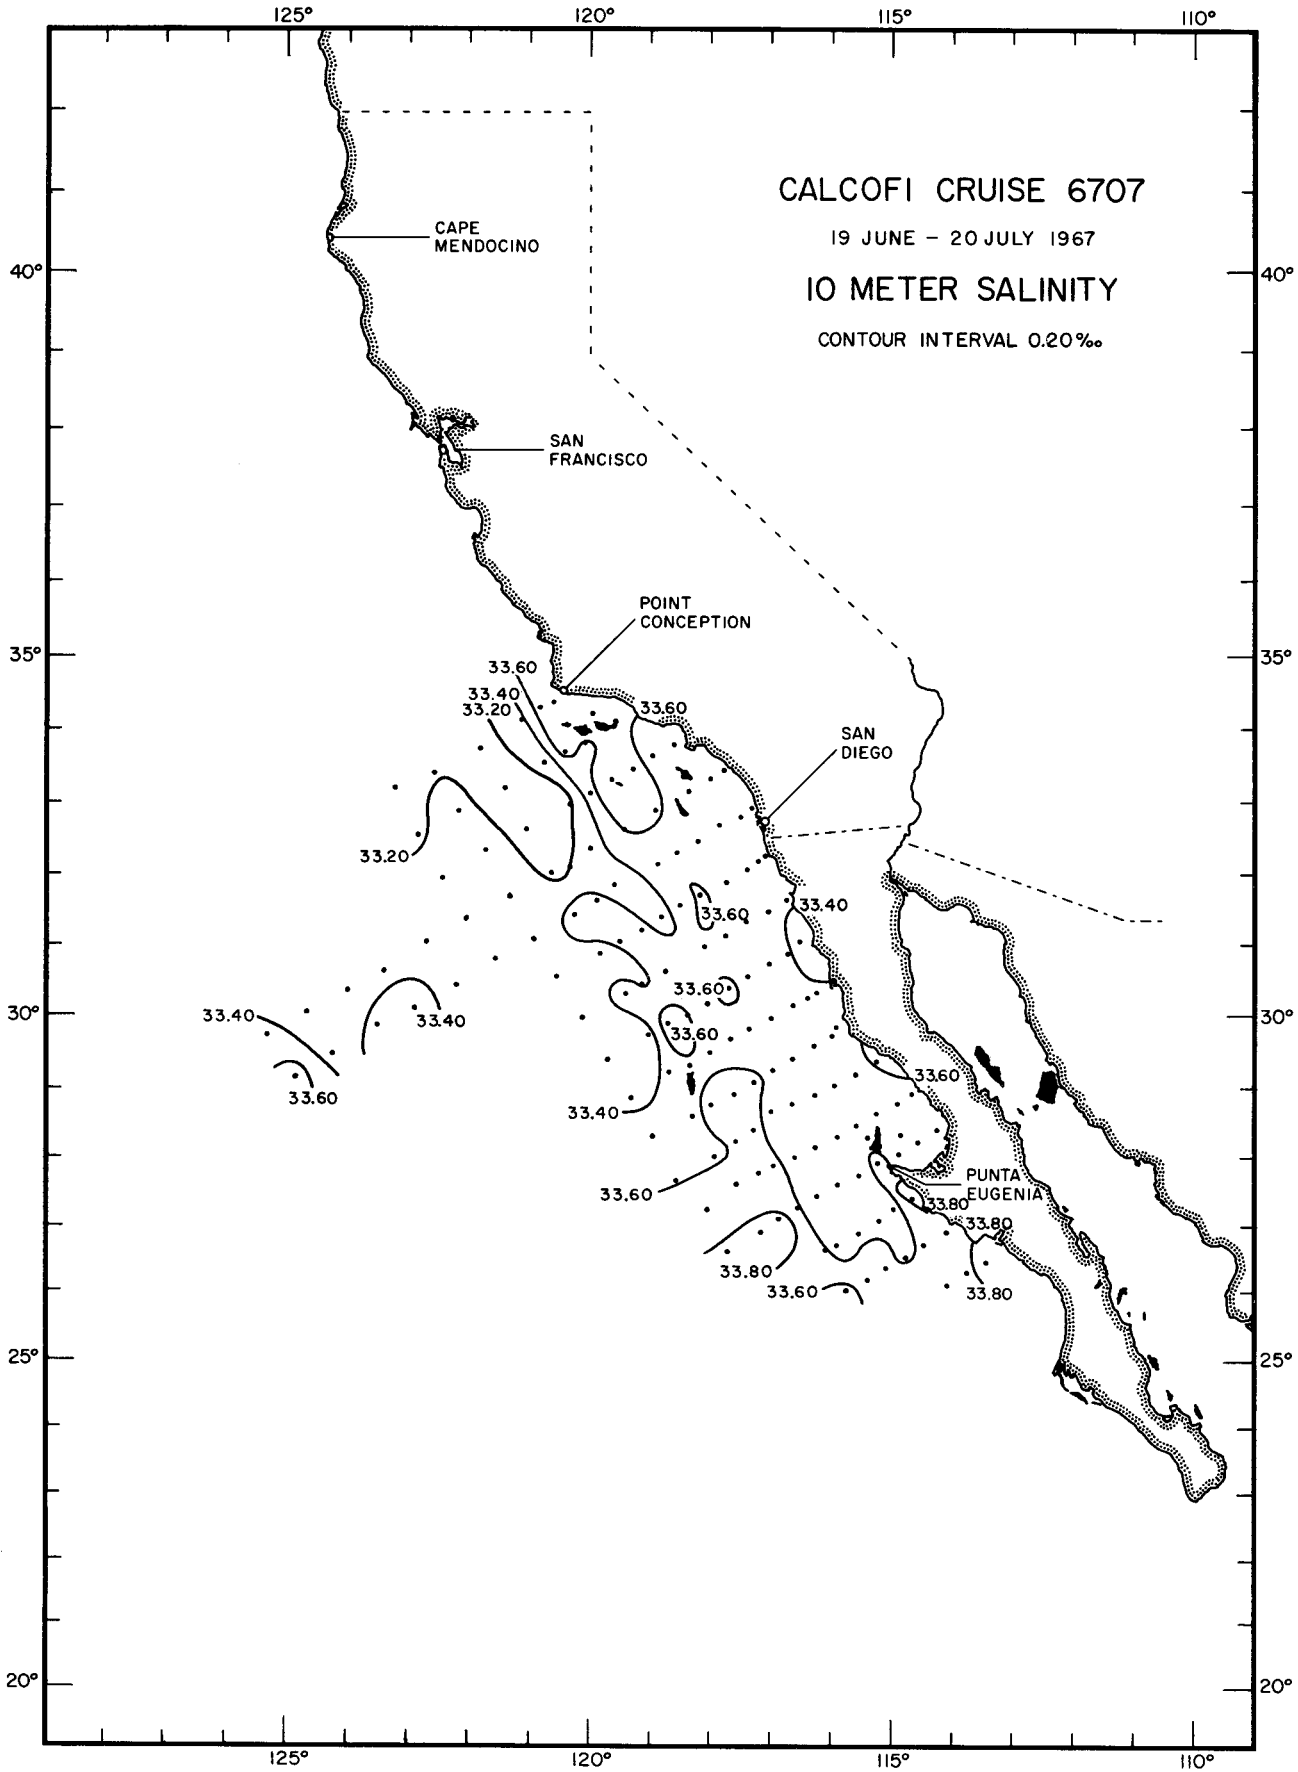 125°
120°
115°
110°
CALCOFI CRUISE 6707
19 JUNE – 20 JULY 1967
10 METER SALINITY
CONTOUR INTERVAL 0.20‰
CAPE
MENDOCINO
40°
40°
SAN
FRANCISCO
POINT
CONCEPTION
35°
35°
33.60
33.40
33.20
33.60
SAN
DIEGO
33.20
33.40
33.60
33.60
30°
33.40
33.40
33.60
30°
33.60
33.60
33.40
PUNTA
EUGENIA
33.60
33.80
33.80
33.80
33.60
33.80
25°
25°
20°
20°
125°
120°
115°
110°